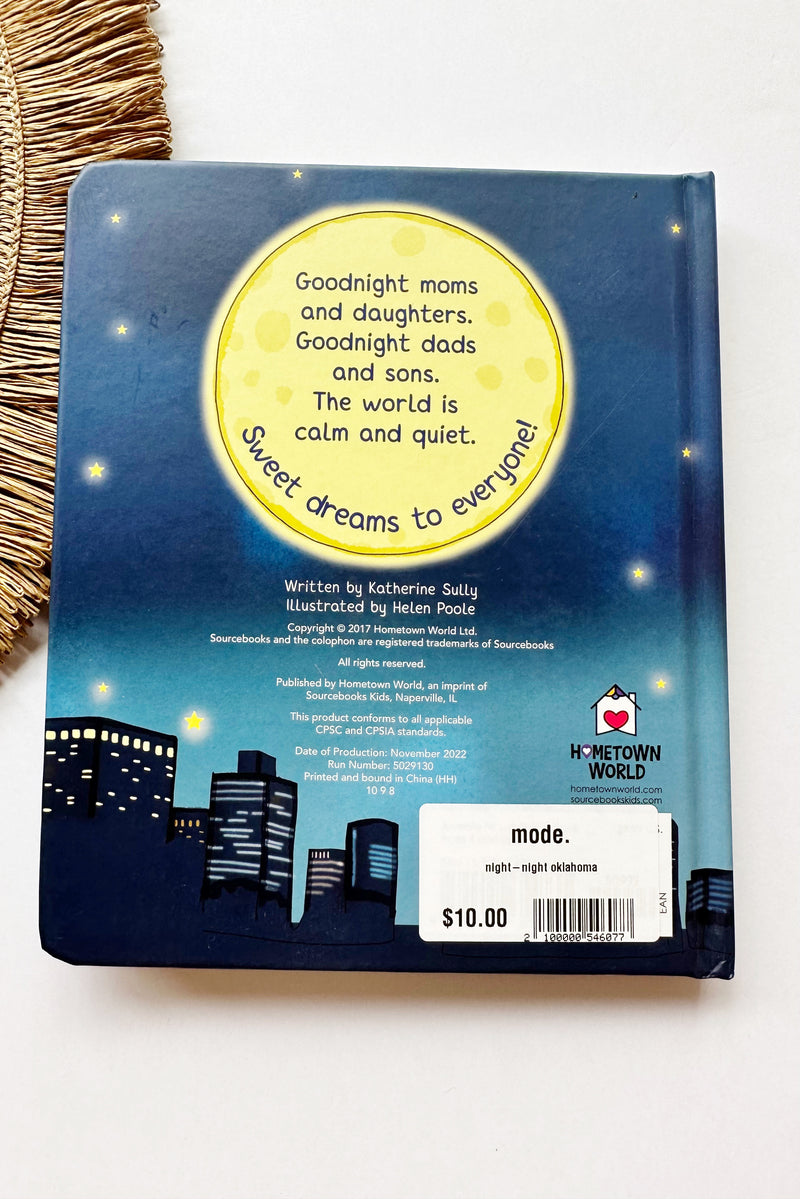 Goodnight moms
and daughters.
Goodnight dads
and sons.
The world is
calm and quiet.
Sweet dreams to everyone!
Written by Katherine Sully
Illustrated by Helen Poole
Copyright © 2017 Hometown World Ltd.
Sourcebooks and the colophon are registered trademarks of Sourcebooks
All rights reserved.
Published by Hometown World, an imprint of
Sourcebooks Kids, Naperville, IL
This product conforms to all applicable
CPSC and CPSIA standards.
Date of Production: November 2022
Run Number: 5029130
Printed and bound in China (HH)
10 9 8
HOMETOWN
WORLD
hometownworld.com
sourcebookskids.com
mode.
night-night oklahoma
$10.00
2 100000 546077
EAN